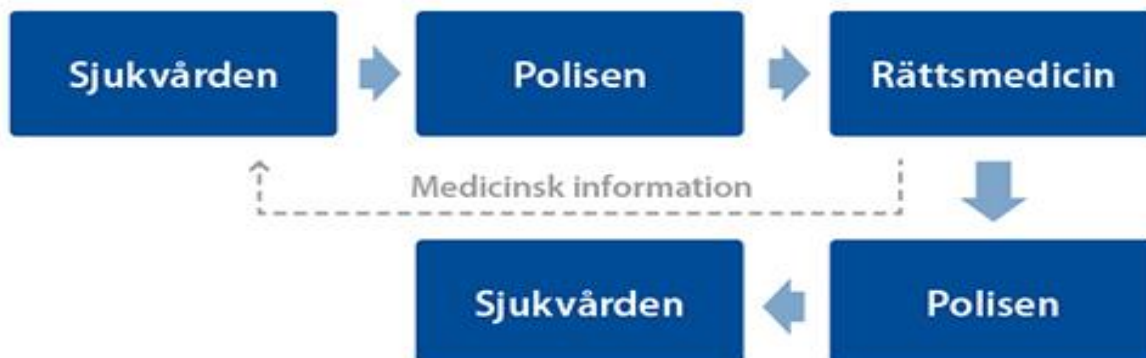 Sjukvården
Polisen
Rättsmedicin
Medicinsk information
Sjukvården
Polisen